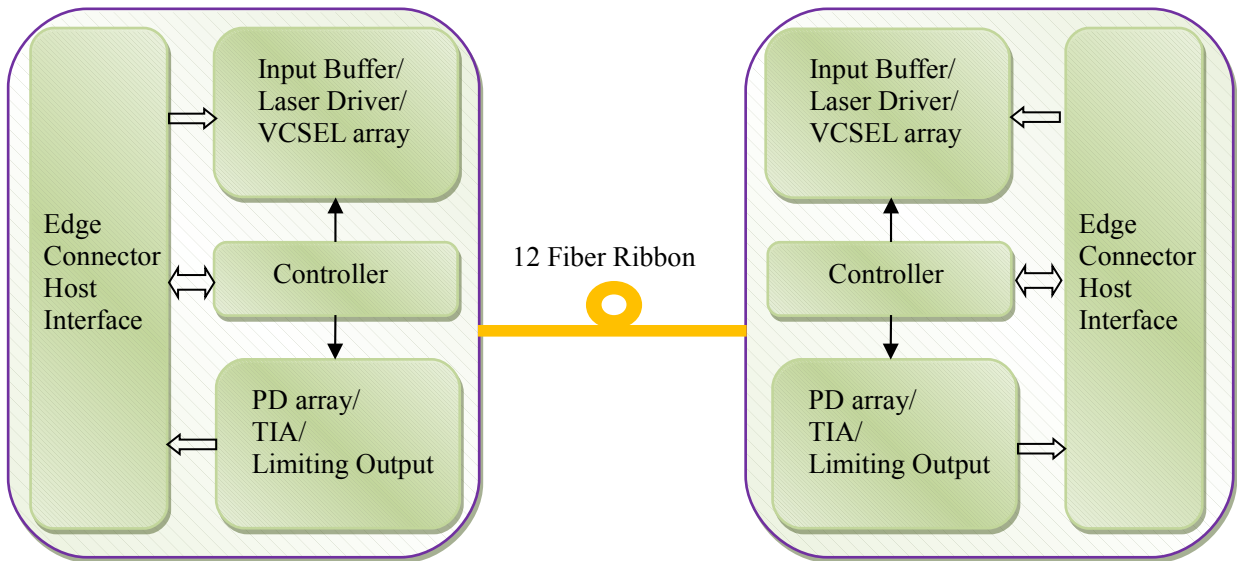 Input Buffer/
Laser Driver/
VCSEL array
Edge
Connector
Host
Interface
Controller
PD array/
TIA/
Limiting Output
12 Fiber Ribbon
Input Buffer/
Laser Driver/
VCSEL array
Controller
Edge
Connector
Host
Interface
PD array/
TIA/
Limiting Output